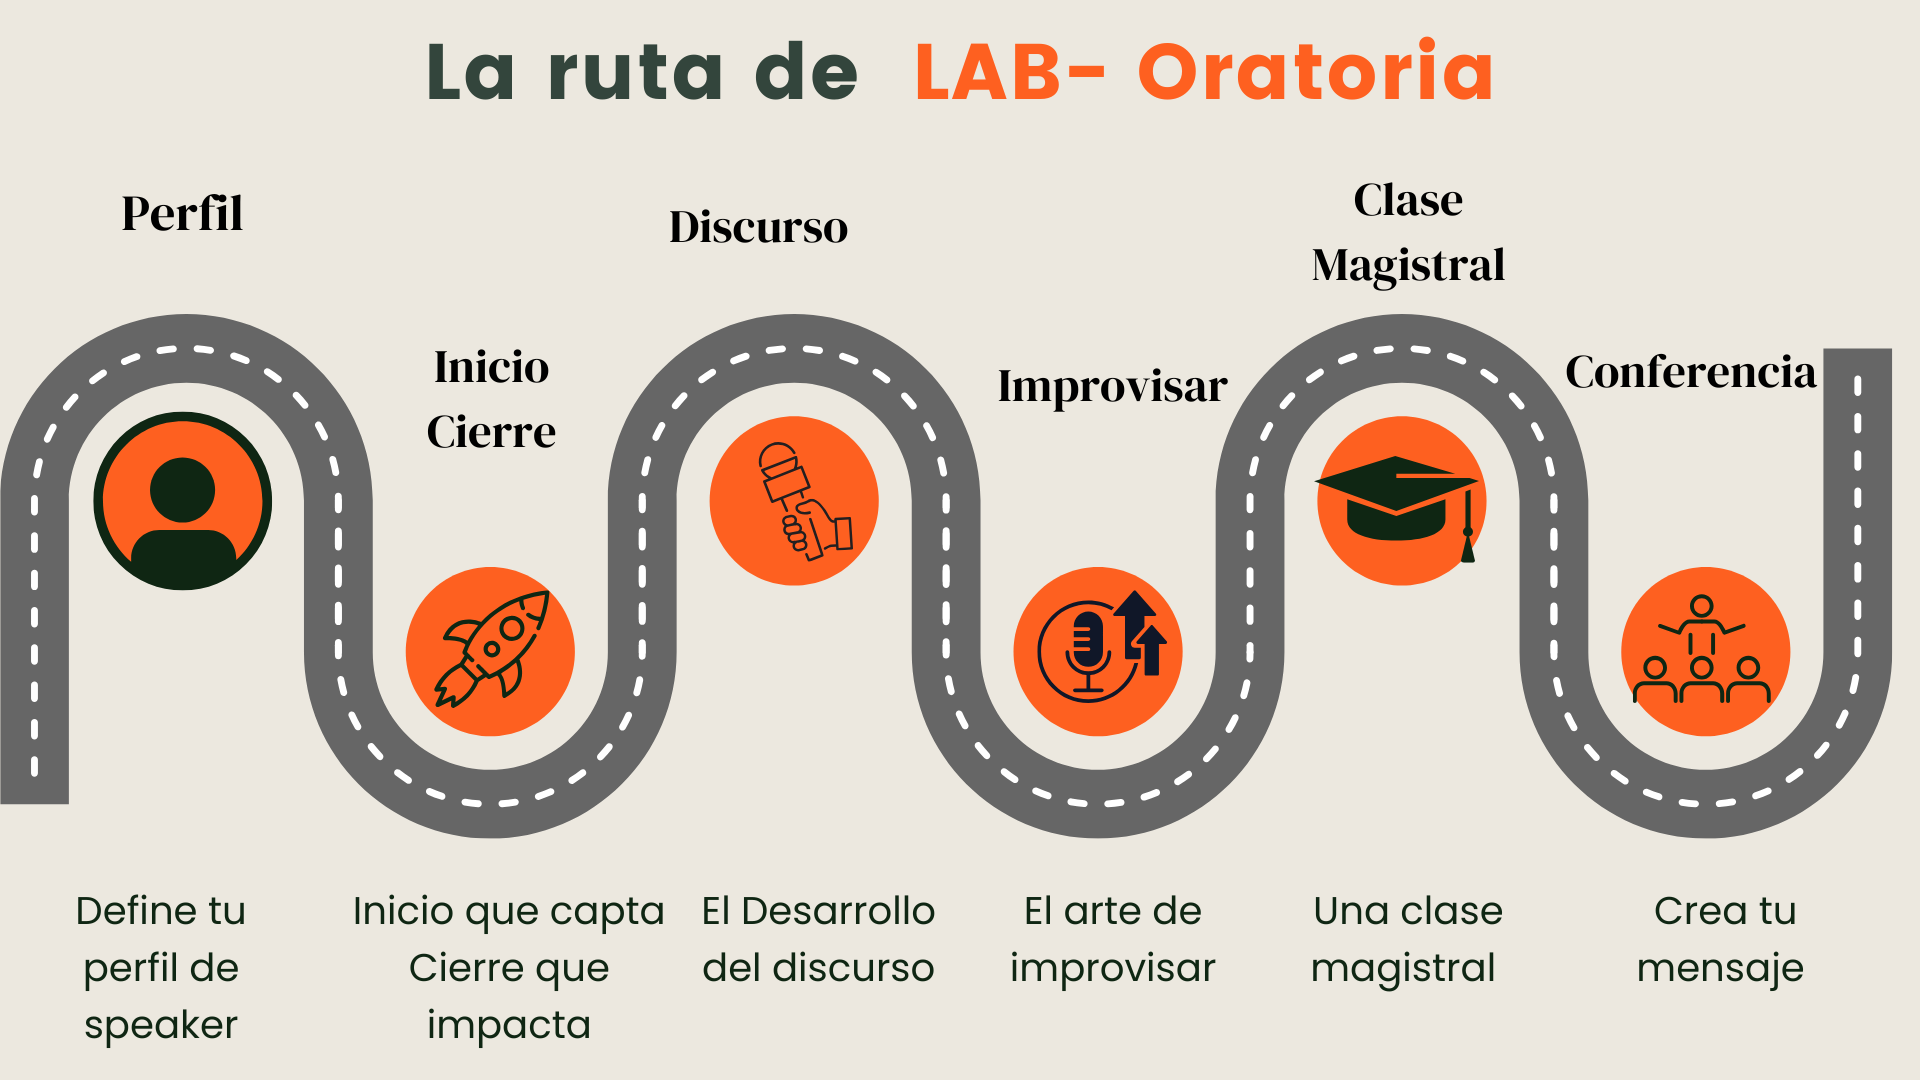 La ruta de LAB- Oratoria
Perfil
Inicio
Cierre
Discurso
Improvisar
Clase
Magistral
Conferencia
Define tu
perfil de
speaker
Inicio que capta
Cierre que
impacta
El Desarrollo
del discurso
El arte de
improvisar
Una clase
magistral
Crea tu
mensaje